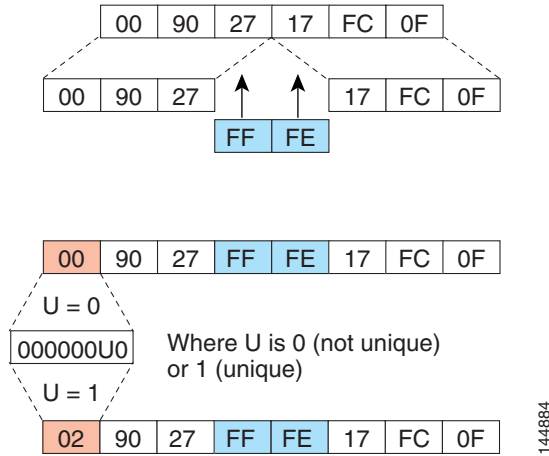 00 90 27 17 FC 0F
00 90 27 17 FC 0F
FF FE
00 90 27 FF FE 17 FC 0F
U = 0
000000U0
Where U is 0 (not unique)
or 1 (unique)
U = 1
02 90 27 FF FE 17 FC 0F
144884